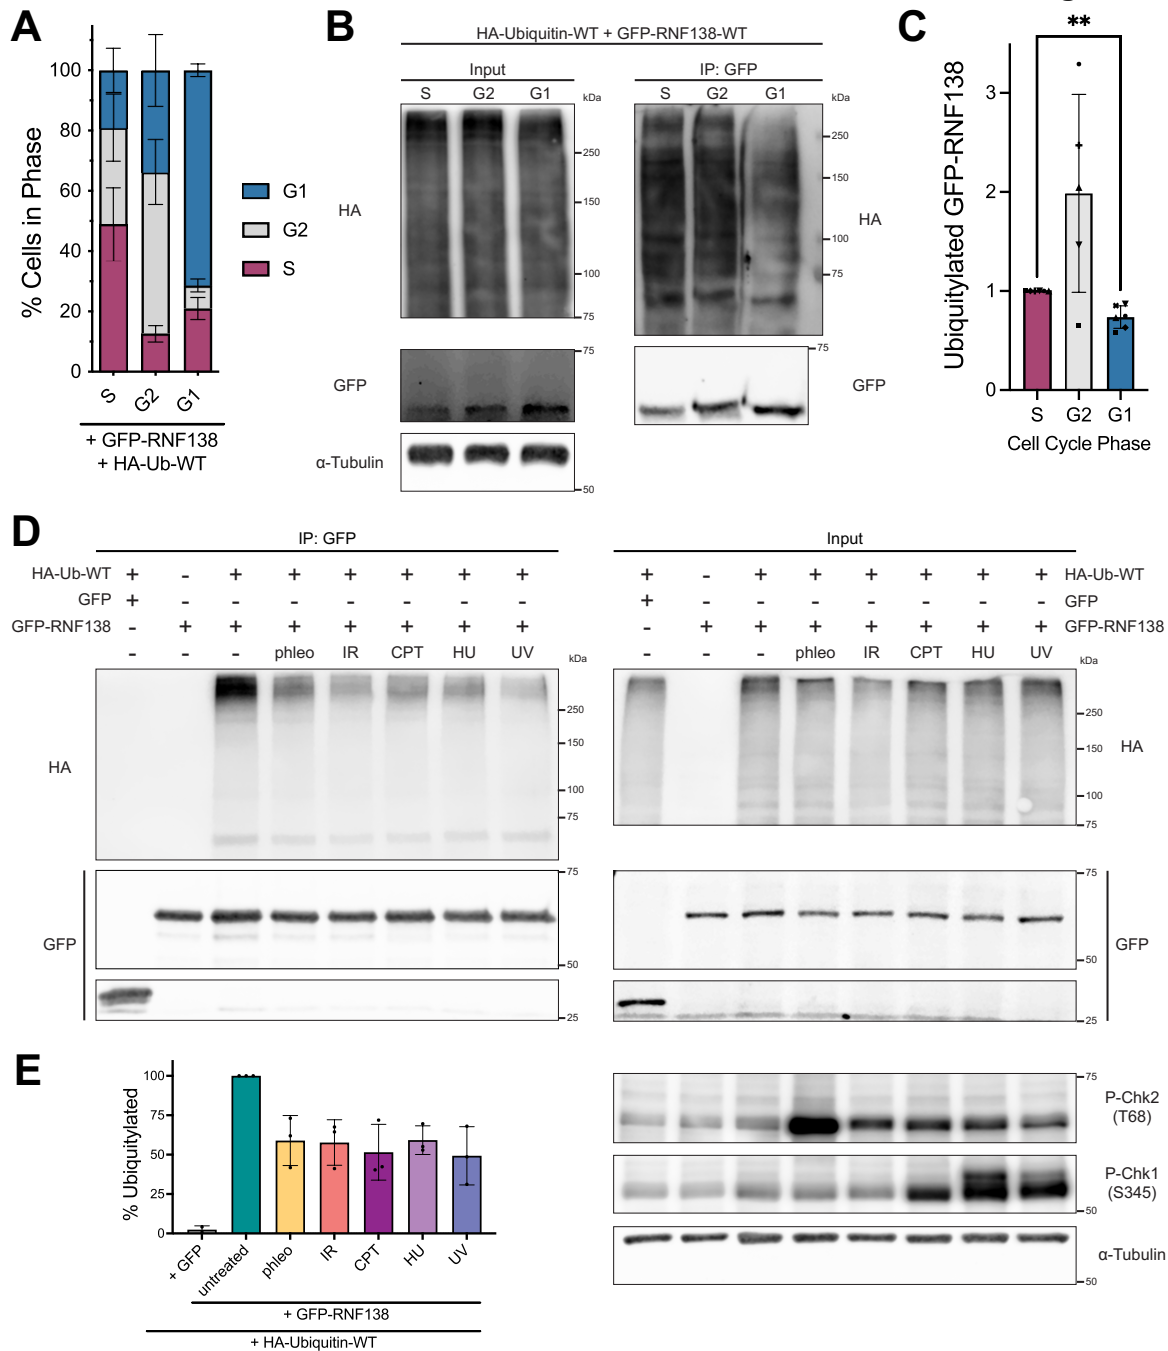 A
% Cells in Phase
100
80
60
40
20
0
S
G2
G1
+ GFP-RNF138
+ HA-Ub-WT
G1
G2
S
B
HA-Ubiquitin-WT + GFP-RNF138-WT
Input
IP: GFP
S G2 G1 kDa
S G2 G1 kDa
HA
250
150
100
75
250
150
100
75
HA
GFP
75
75
GFP
α-Tubulin
50
C
**
Ubiquitylated GFP-RNF138
3
2
1
0
S G2 G1
Cell Cycle Phase
D
IP: GFP
HA-Ub-WT + - + + + + + +
GFP + - - - - - - -
GFP-RNF138 - + + + + + + +
- - - phleo IR CPT HU UV
kDa
HA
250
150
100
75
GFP
75
50
25
Input
+ - + + + + + + HA-Ub-WT
+ - - - - - - - GFP
- + + + + + + + GFP-RNF138
- - - phleo IR CPT HU UV
kDa
250
150
100
75
HA
75
50
25
GFP
75
P-Chk2
(T68)
P-Chk1
(S345)
50
α-Tubulin
50
E
% Ubiquitylated
100
75
50
25
0
+ GFP
untreated
phleo
IR
CPT
HU
UV
+ GFP-RNF138
+ HA-Ubiquitin-WT